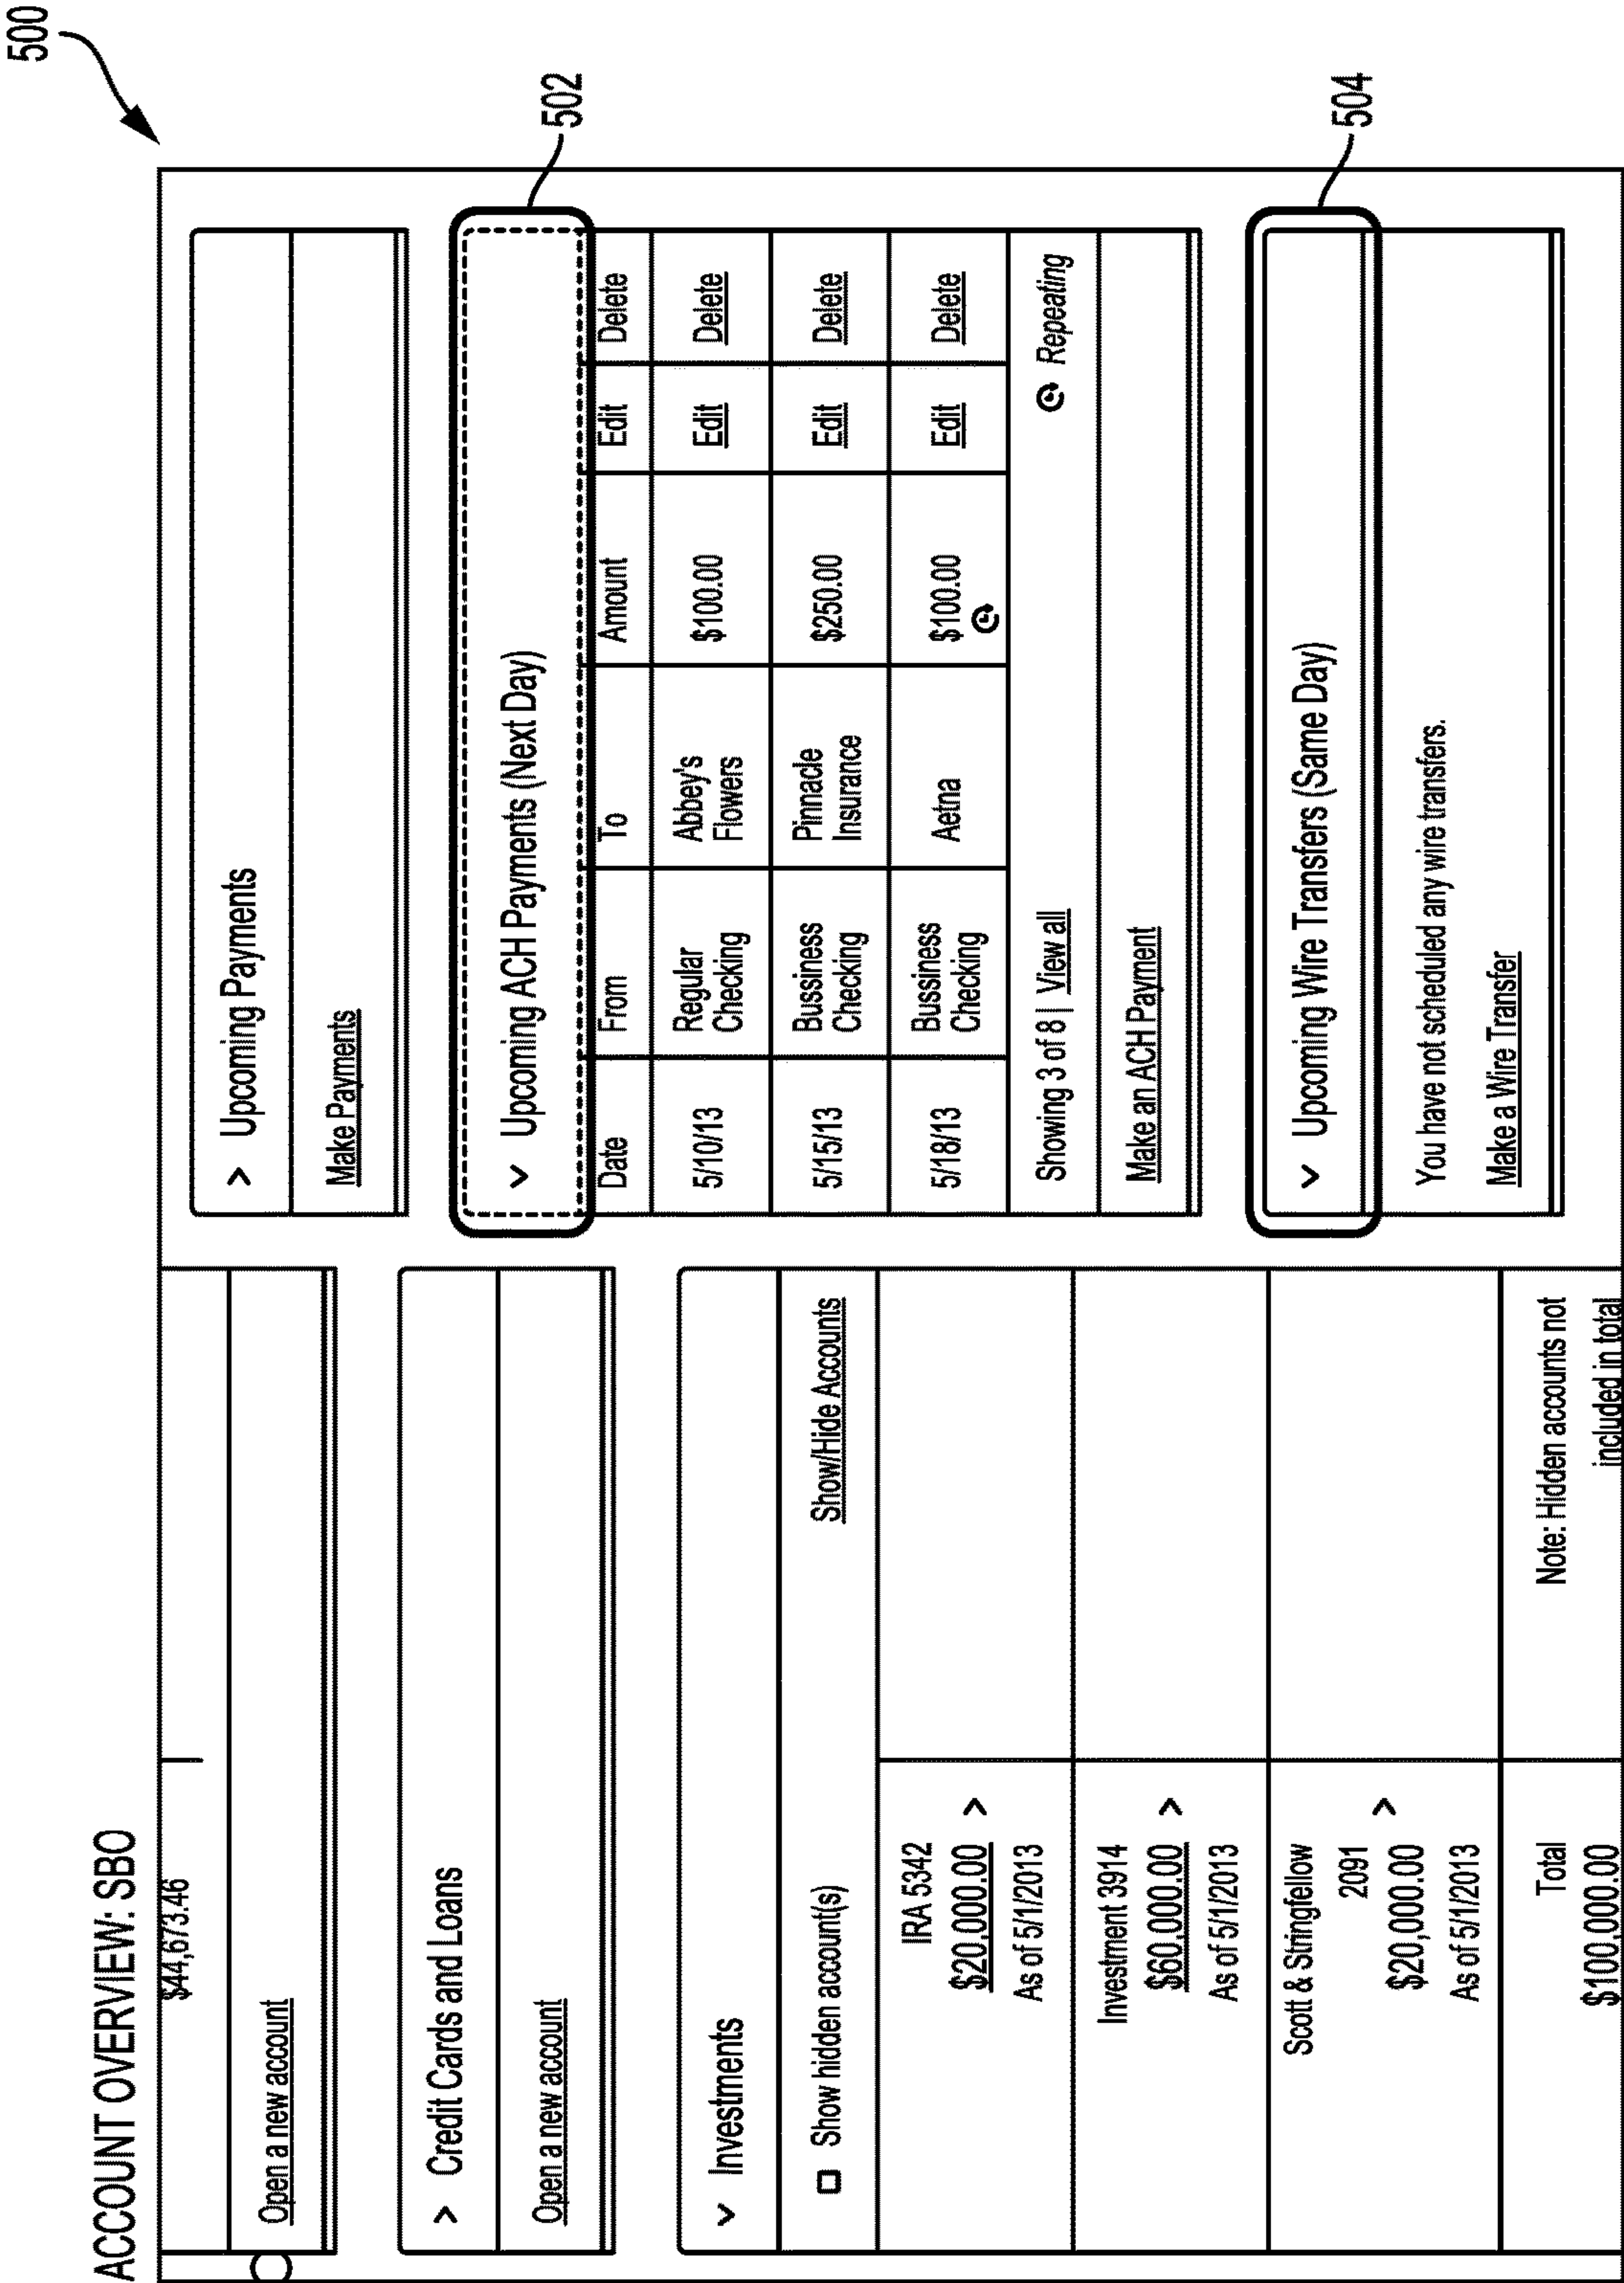 500
ACCOUNT OVERVIEW: SBO
$44,673.46
Open a new account
> Credit Cards and Loans
Open a new account
v Investments
Show hidden account(s) Show/Hide Accounts
IRA 5342
$20,000.00 >
As of 5/1/2013
Investment 3914
$60,000.00 >
As of 5/1/2013
Scott & Stringfellow
2091
$20,000.00 >
As of 5/1/2013
Total
$100,000.00
Note: Hidden accounts not
included in total
> Upcoming Payments
Make Payments
502
v Upcoming ACH Payments (Next Day)
Date From To Amount Edit Delete
5/10/13 Regular Checking Abbey's Flowers $100.00 Edit Delete
5/15/13 Bussiness Checking Pinnacle Insurance $250.00 Edit Delete
5/18/13 Bussiness Checking Aetna $100.00 Edit Delete
Showing 3 of 8 | View all Repeating
Make an ACH Payment
504
v Upcoming Wire Transfers (Same Day)
You have not scheduled any wire transfers.
Make a Wire Transfer